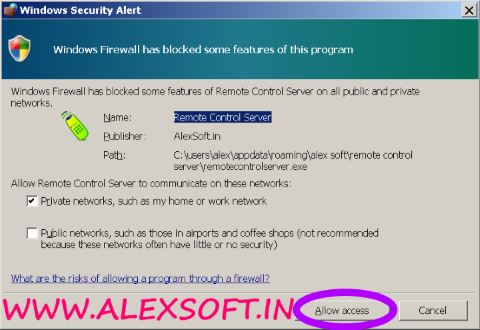 Windows Security Alert
Windows Firewall has blocked some features of this program
Windows Firewall has blocked some features of Remote Control Server on all public and private
networks.
Name: Remote Control Server
Publisher: AlexSoft.in
Path: C:\users\alex\appdata\roaming\alex soft\remote control
server\remotecontrolserver.exe
Allow Remote Control Server to communicate on these networks:
Private networks, such as my home or work network
Public networks, such as those in airports and coffee shops (not recommended
because these networks often have little or no security)
What are the risks of allowing a program through a firewall?
WWW.ALEXSOFT.IN
Allow access
Cancel